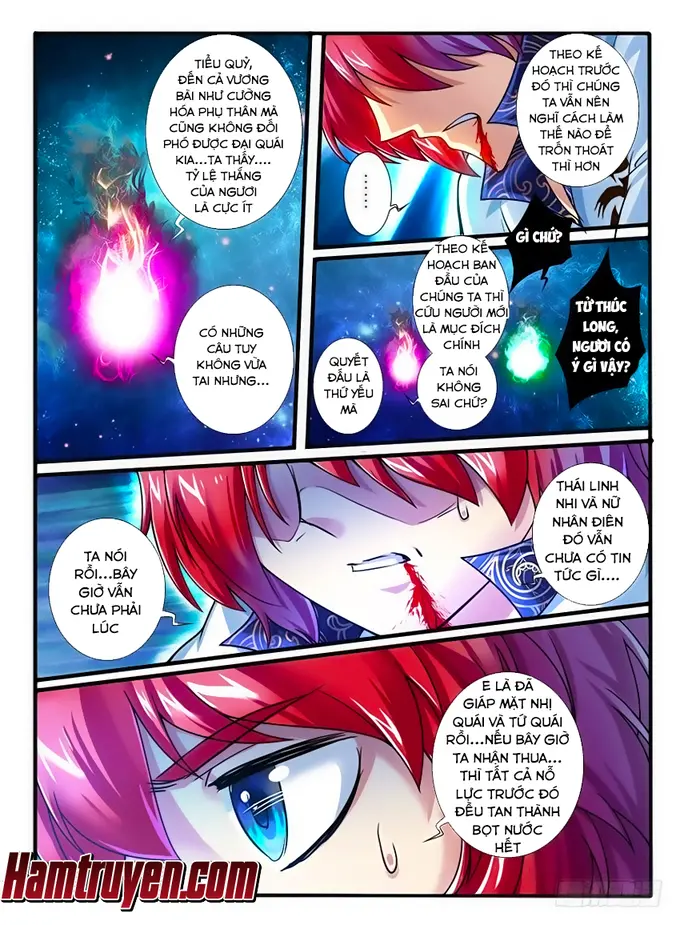 TIỂU QUỶ,
ĐẾN CẢ VƯƠNG
BÀI NHƯ CƯỜNG
HÓA PHỤ THÂN MÀ
CŨNG KHÔNG ĐỐI
PHÓ ĐƯỢC ĐẠI QUÁI
KIA...TA THẤY....
TỶ LỆ THẮNG
CỦA NGƯƠI
LÀ CỰC ÍT
CÓ NHỮNG
CÂU TUY
KHÔNG VỪA
TAI NHƯNG...
THEO KẾ
HOẠCH TRƯỚC
ĐÓ THÌ CHÚNG
TA VẪN NÊN
NGHĨ CÁCH LÀM
THẾ NÀO ĐỂ
TRỐN THOÁT
THÌ HƠN
......
GÌ CHỨ?
THEO KẾ
HOẠCH BAN
ĐẦU CỦA
CHÚNG TA THÌ
CỨU NGƯỜI MỚI
LÀ MỤC ĐÍCH
CHÍNH
QUYẾT
ĐẤU LÀ
THỨ YẾU
MÀ
TA NÓI
KHÔNG
SAI CHỨ?
TỬ THÚC
LONG,
NGƯƠI CÓ
Ý GÌ VẬY?
THÁI LINH
NHI VÀ NỮ
NHÂN ĐIÊN
ĐÓ VẪN
CHƯA CÓ TIN
TỨC GÌ....
TA NÓI
RỒI...BÂY
GIỜ VẪN
CHƯA PHẢI
LÚC
E LÀ ĐÃ
GIÁP MẶT NHỊ
QUÁI VÀ TỨ QUÁI
RỒI...NẾU BÂY GIỜ
TA NHẬN THUA...
THÌ TẤT CẢ NỖ
LỰC TRƯỚC ĐÓ
ĐỀU TAN THÀNH
BỌT NƯỚC
HẾT
Hamtruyen.com